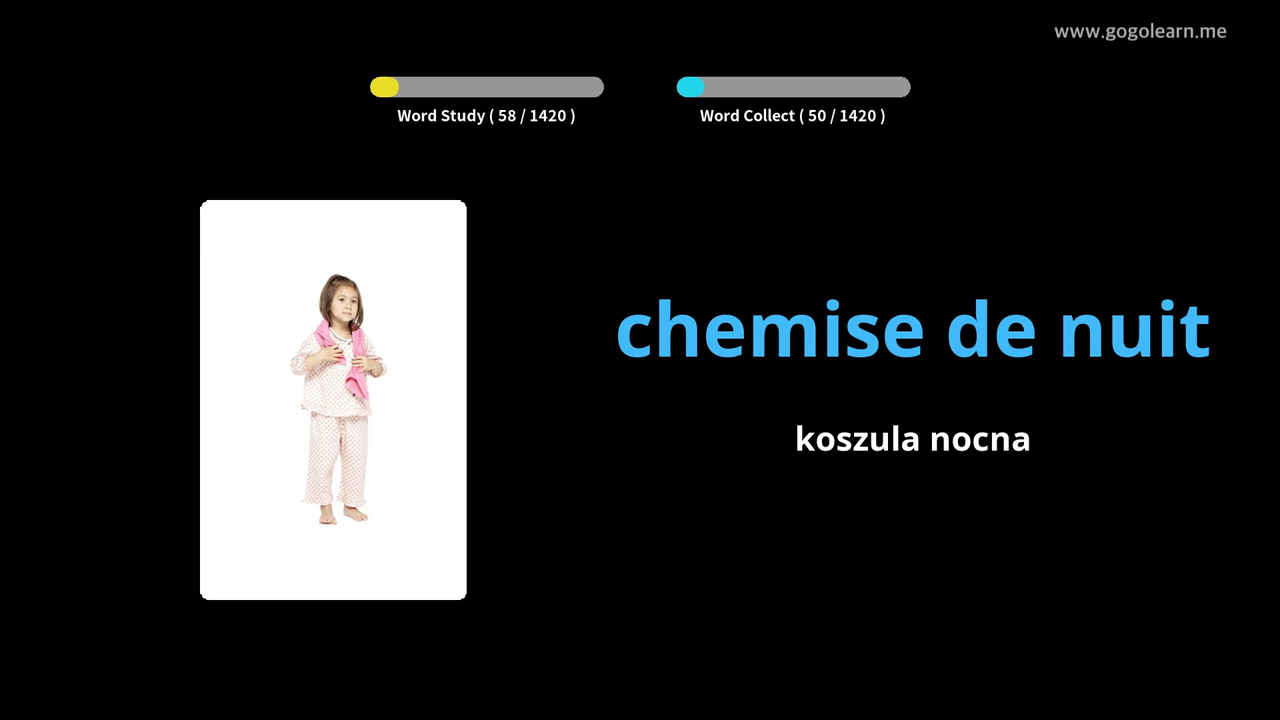 www.gogolearn.me
Word Study ( 58 / 1420 )
Word Collect ( 50 / 1420 )
chemise de nuit
koszula nocna